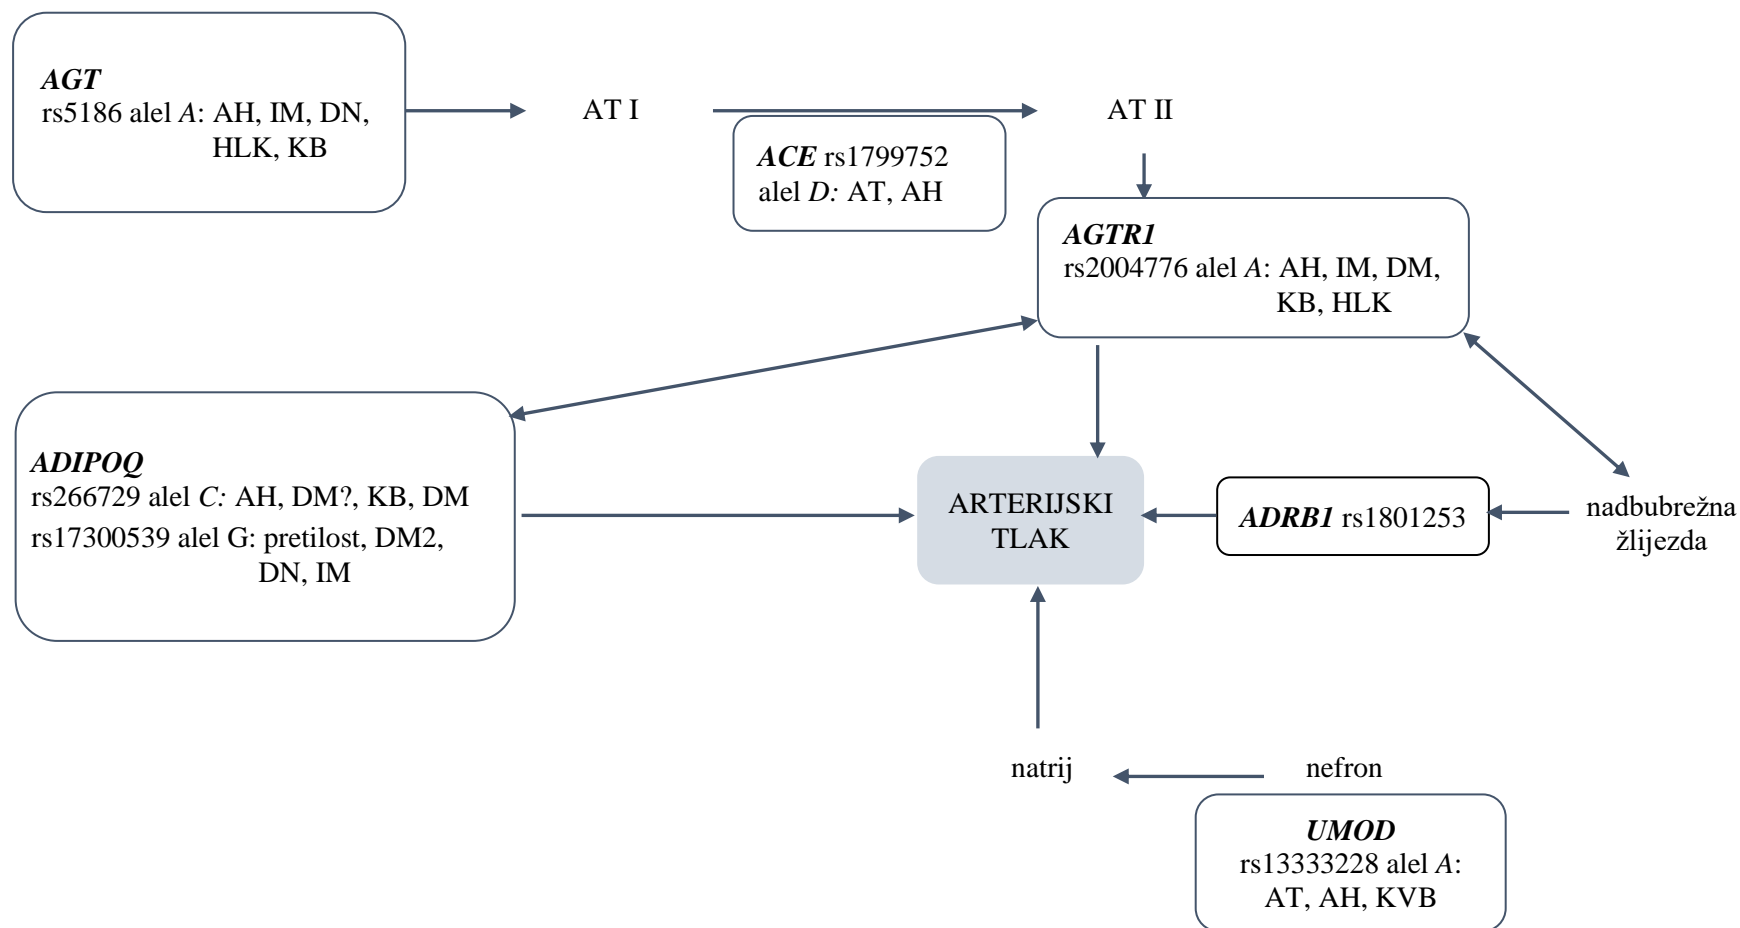 AGT
rs5186 alel A: AH, IM, DN,
HLK, KB
AT I
AT II
ACE rs1799752
alel D: AT, AH
AGTR1
rs2004776 alel A: AH, IM, DM,
KB, HLK
ADIPOQ
rs266729 alel C: AH, DM?, KB, DM
rs17300539 alel G: pretilost, DM2,
DN, IM
ARTERIJSKI
TLAK
ADRB1 rs1801253
nadbubrežna
žlijezda
natrij
nefron
UMOD
rs13333228 alel A:
AT, AH, KVB